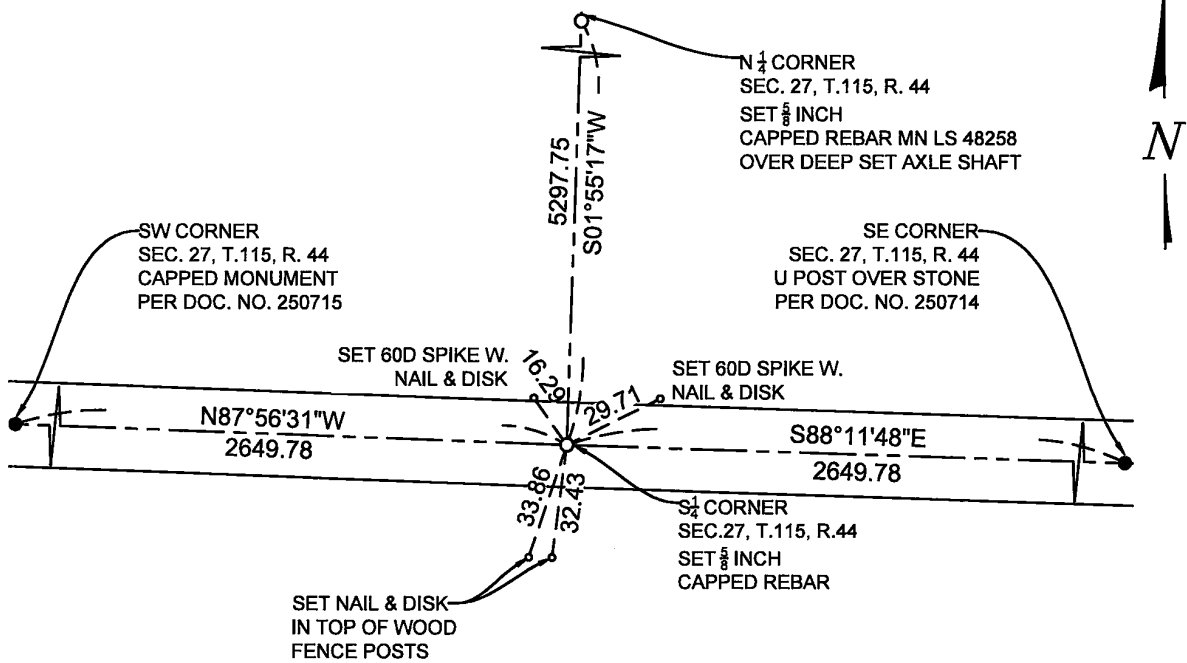 N 1/4 CORNER
SEC. 27, T.115, R. 44
SET 5/8 INCH
CAPPED REBAR MN LS 48258
OVER DEEP SET AXLE SHAFT
N
5297.75
S01°55'17"W
SW CORNER
SEC. 27, T.115, R. 44
CAPPED MONUMENT
PER DOC. NO. 250715
SE CORNER
SEC. 27, T.115, R. 44
U POST OVER STONE
PER DOC. NO. 250714
SET 60D SPIKE W.
NAIL & DISK
16.29
29.71
SET 60D SPIKE W.
NAIL & DISK
N87°56'31"W
2649.78
S88°11'48"E
2649.78
33.86
32.43
S1/4 CORNER
SEC.27, T.115, R.44
SET 5/8 INCH
CAPPED REBAR
SET NAIL & DISK
IN TOP OF WOOD
FENCE POSTS